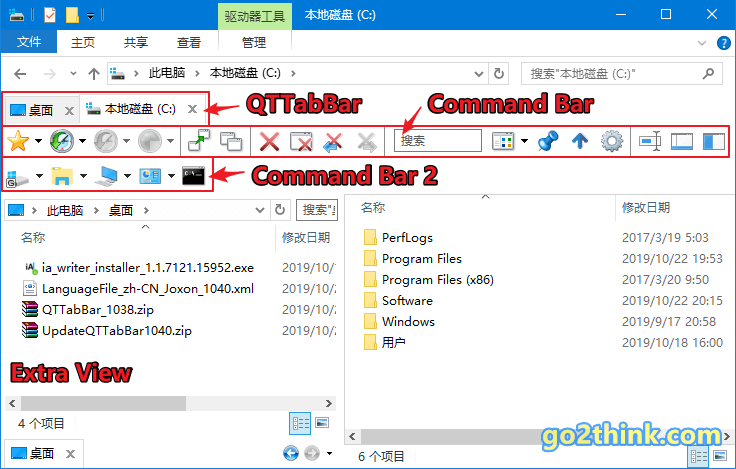 驱动器工具
本地磁盘 (C:)
文件
主页
共享
查看
管理
此电脑
本地磁盘 (C:)
搜索"本地磁盘 (C:)"
桌面
本地磁盘 (C:)
QTTabBar
Command Bar
搜索
G
C:\.
Command Bar 2
此电脑
桌面
搜索"桌
名称
修改日期
ia_writer_installer_1.1.7121.15952.exe
2019/10/
LanguageFile_zh-CN_Joxon_1040.xml
2019/10/2
QTTabBar_1038.zip
2019/10/2
UpdateQTTabBar1040.zip
2019/10/2
Extra View
4 个项目
桌面
名称
修改日期
PerfLogs
2017/3/19 5:03
Program Files
2019/10/22 19:53
Program Files (x86)
2017/3/20 9:50
Software
2019/10/22 20:15
Windows
2019/9/17 20:58
用户
2019/10/18 16:00
go2think.com
6 个项目